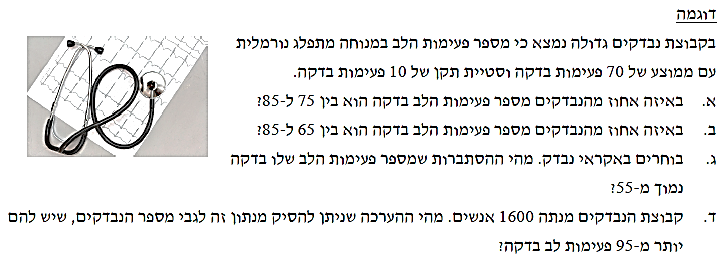 דוגמה
בקבוצת נבדקים גדולה נמצא כי מספר פעימות הלב במנוחה מתפלג נורמלית
עם ממוצע של 70 פעימות בדקה וסטיית תקן של 10 פעימות בדקה.
א. באיזה אחוז מהנבדקים מספר פעימות הלב בדקה הוא בין 75 ל-85?
ב. באיזה אחוז מהנבדקים מספר פעימות הלב בדקה הוא בין 65 ל-85?
ג. בוחרים באקראי נבדק. מהי ההסתברות שמספר פעימות הלב שלו בדקה
נמוך מ-55?
ד. קבוצת הנבדקים מנתה 1600 אנשים. מהי ההערכה שניתן להסיק מנתון זה לגבי מספר הנבדקים, שיש להם
יותר מ-95 פעימות לב בדקה?